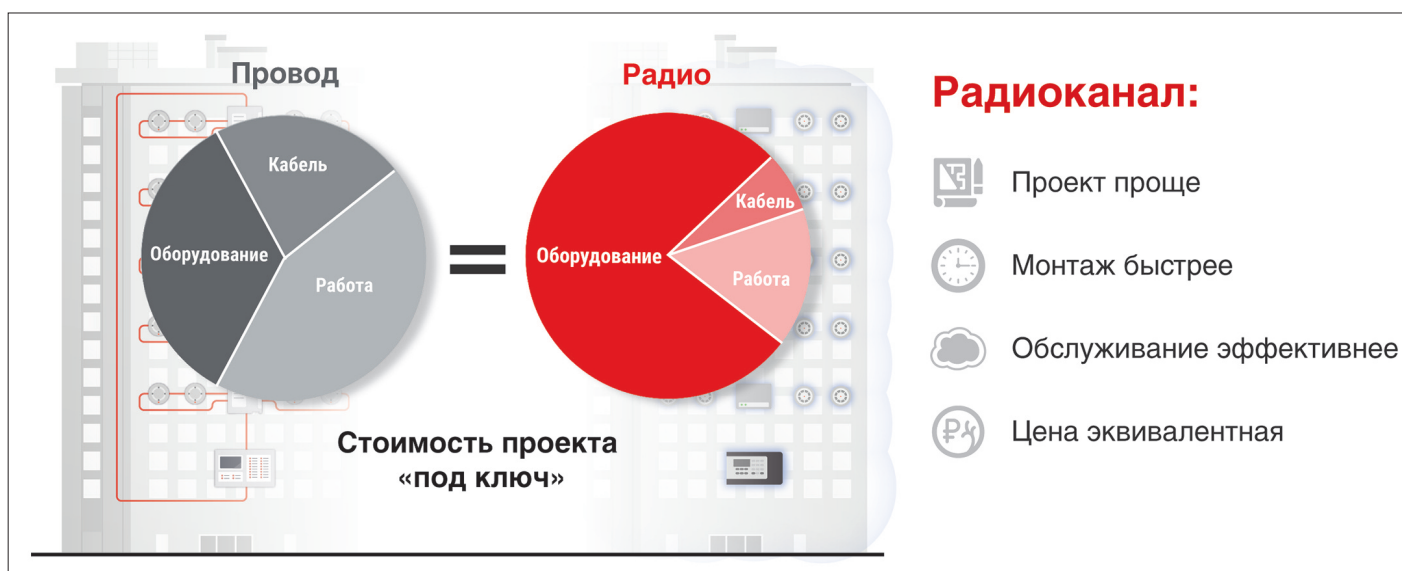 Провод
Кабель
Оборудование
Работа
=
Радио
Кабель
Оборудование
Работа
Стоимость проекта
«под ключ»
Радиоканал:
Проект проще
Монтаж быстрее
Обслуживание эффективнее
Цена эквивалентная